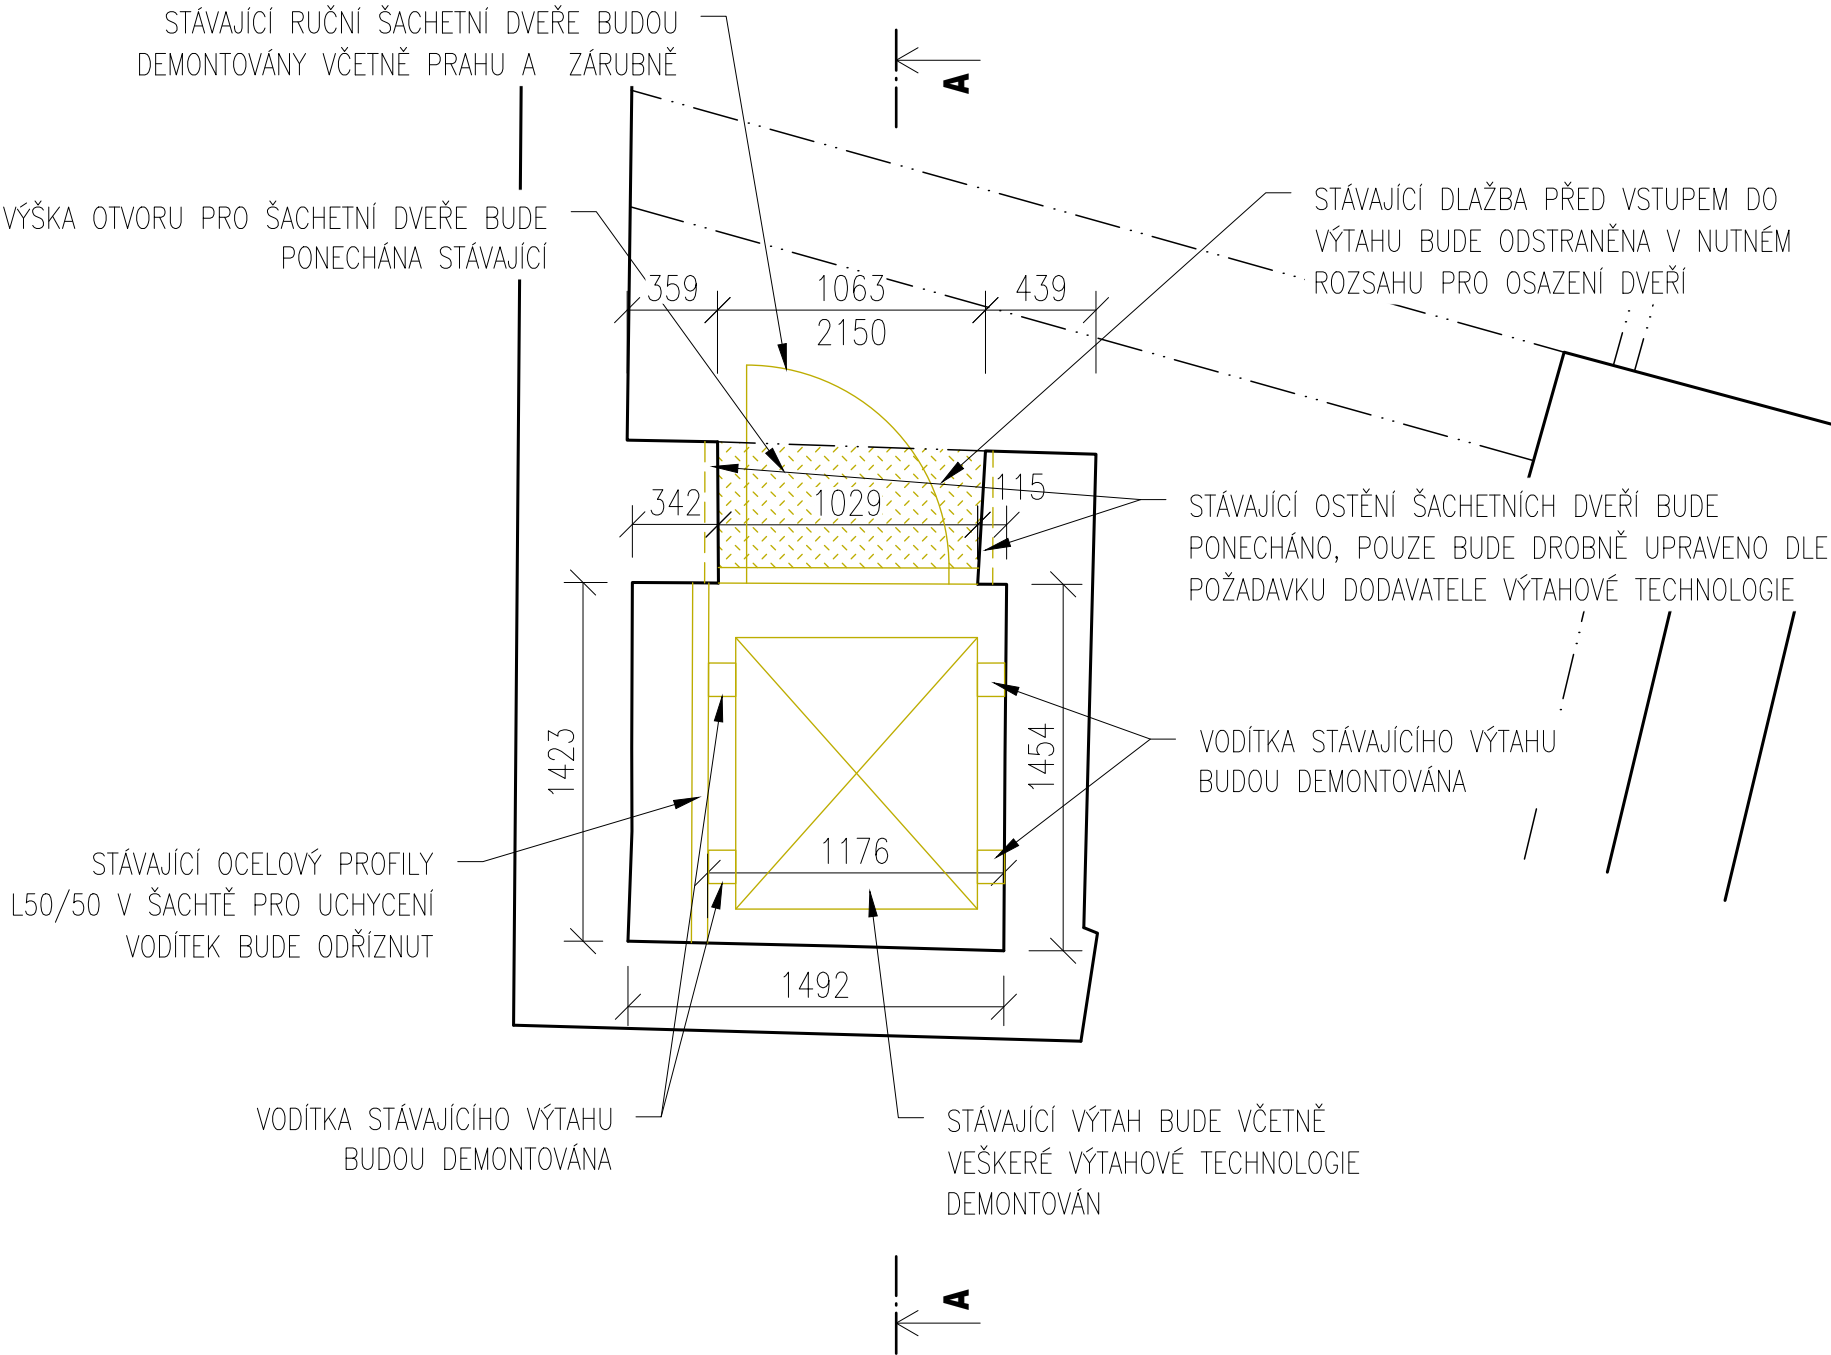 STÁVAJÍCÍ RUČNÍ ŠACHETNÍ DVEŘE BUDOU
DEMONTOVÁNY VČETNĚ PRAHU A ZÁRUBNĚ
A
VÝŠKA OTVORU PRO ŠACHETNÍ DVEŘE BUDE
PONECHÁNA STÁVAJÍCÍ
STÁVAJÍCÍ DLAŽBA PŘED VSTUPEM DO
VÝTAHU BUDE ODSTRANĚNA V NUTNÉM
ROZSAHU PRO OSAZENÍ DVEŘÍ
359
1063
439
2150
342
1029
115
STÁVAJÍCÍ OSTĚNÍ ŠACHETNÍCH DVEŘÍ BUDE
PONECHÁNO, POUZE BUDE DROBNĚ UPRAVENO DLE
POŽADAVKU DODAVATELE VÝTAHOVÉ TECHNOLOGIE
1423
1454
VODÍTKA STÁVAJÍCÍHO VÝTAHU
BUDOU DEMONTOVÁNA
1176
STÁVAJÍCÍ OCELOVÝ PROFILY
L50/50 V ŠACHTĚ PRO UCHYCENÍ
VODÍTEK BUDE ODŘÍZNUT
1492
VODÍTKA STÁVAJÍCÍHO VÝTAHU
BUDOU DEMONTOVÁNA
STÁVAJÍCÍ VÝTAH BUDE VČETNĚ
VEŠKERÉ VÝTAHOVÉ TECHNOLOGIE
DEMONTOVÁN
A